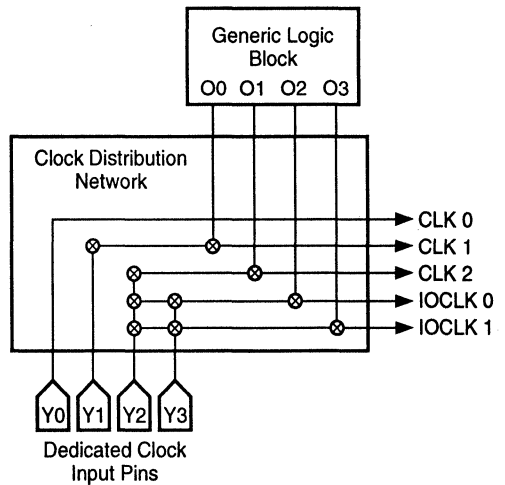 Generic Logic
Block
O0 O1 O2 O3
Clock Distribution
Network
CLK 0
CLK 1
CLK 2
IOCLK 0
IOCLK 1
Y0 Y1 Y2 Y3
Dedicated Clock
Input Pins